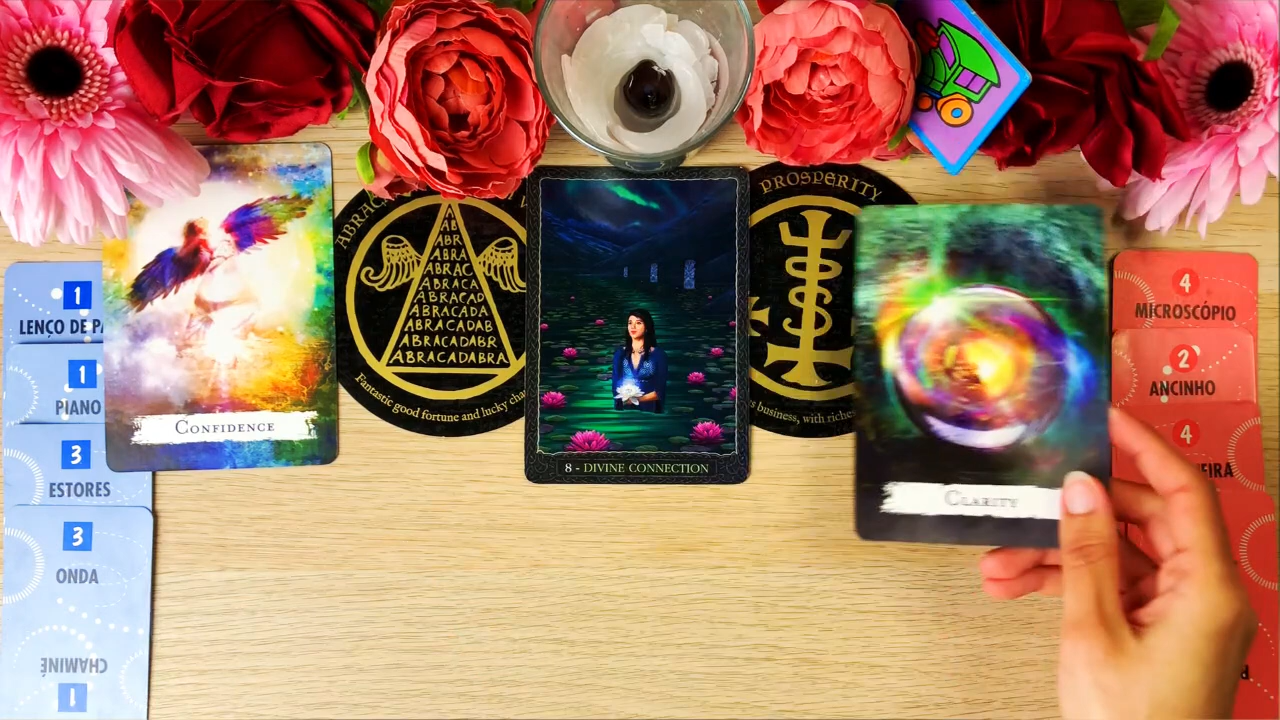 1
LENÇO DE PA
1
PIANO
3
ESTORES
3
ONDA
CHAMINÉ
1
CONFIDENCE
ABRAC
AB
ABR
ABRA
ABRAC
ABRACA
ABRACAD
ABRACADA
ABRACADAB
ABRACADABR
ABRACADABRA
Fantastic good fortune and lucky cha
8 - DIVINE CONNECTION
PROSPERITY
s business, with riche
CLARITY
4
MICROSCÓPIO
2
ANCINHO
4
EIRA